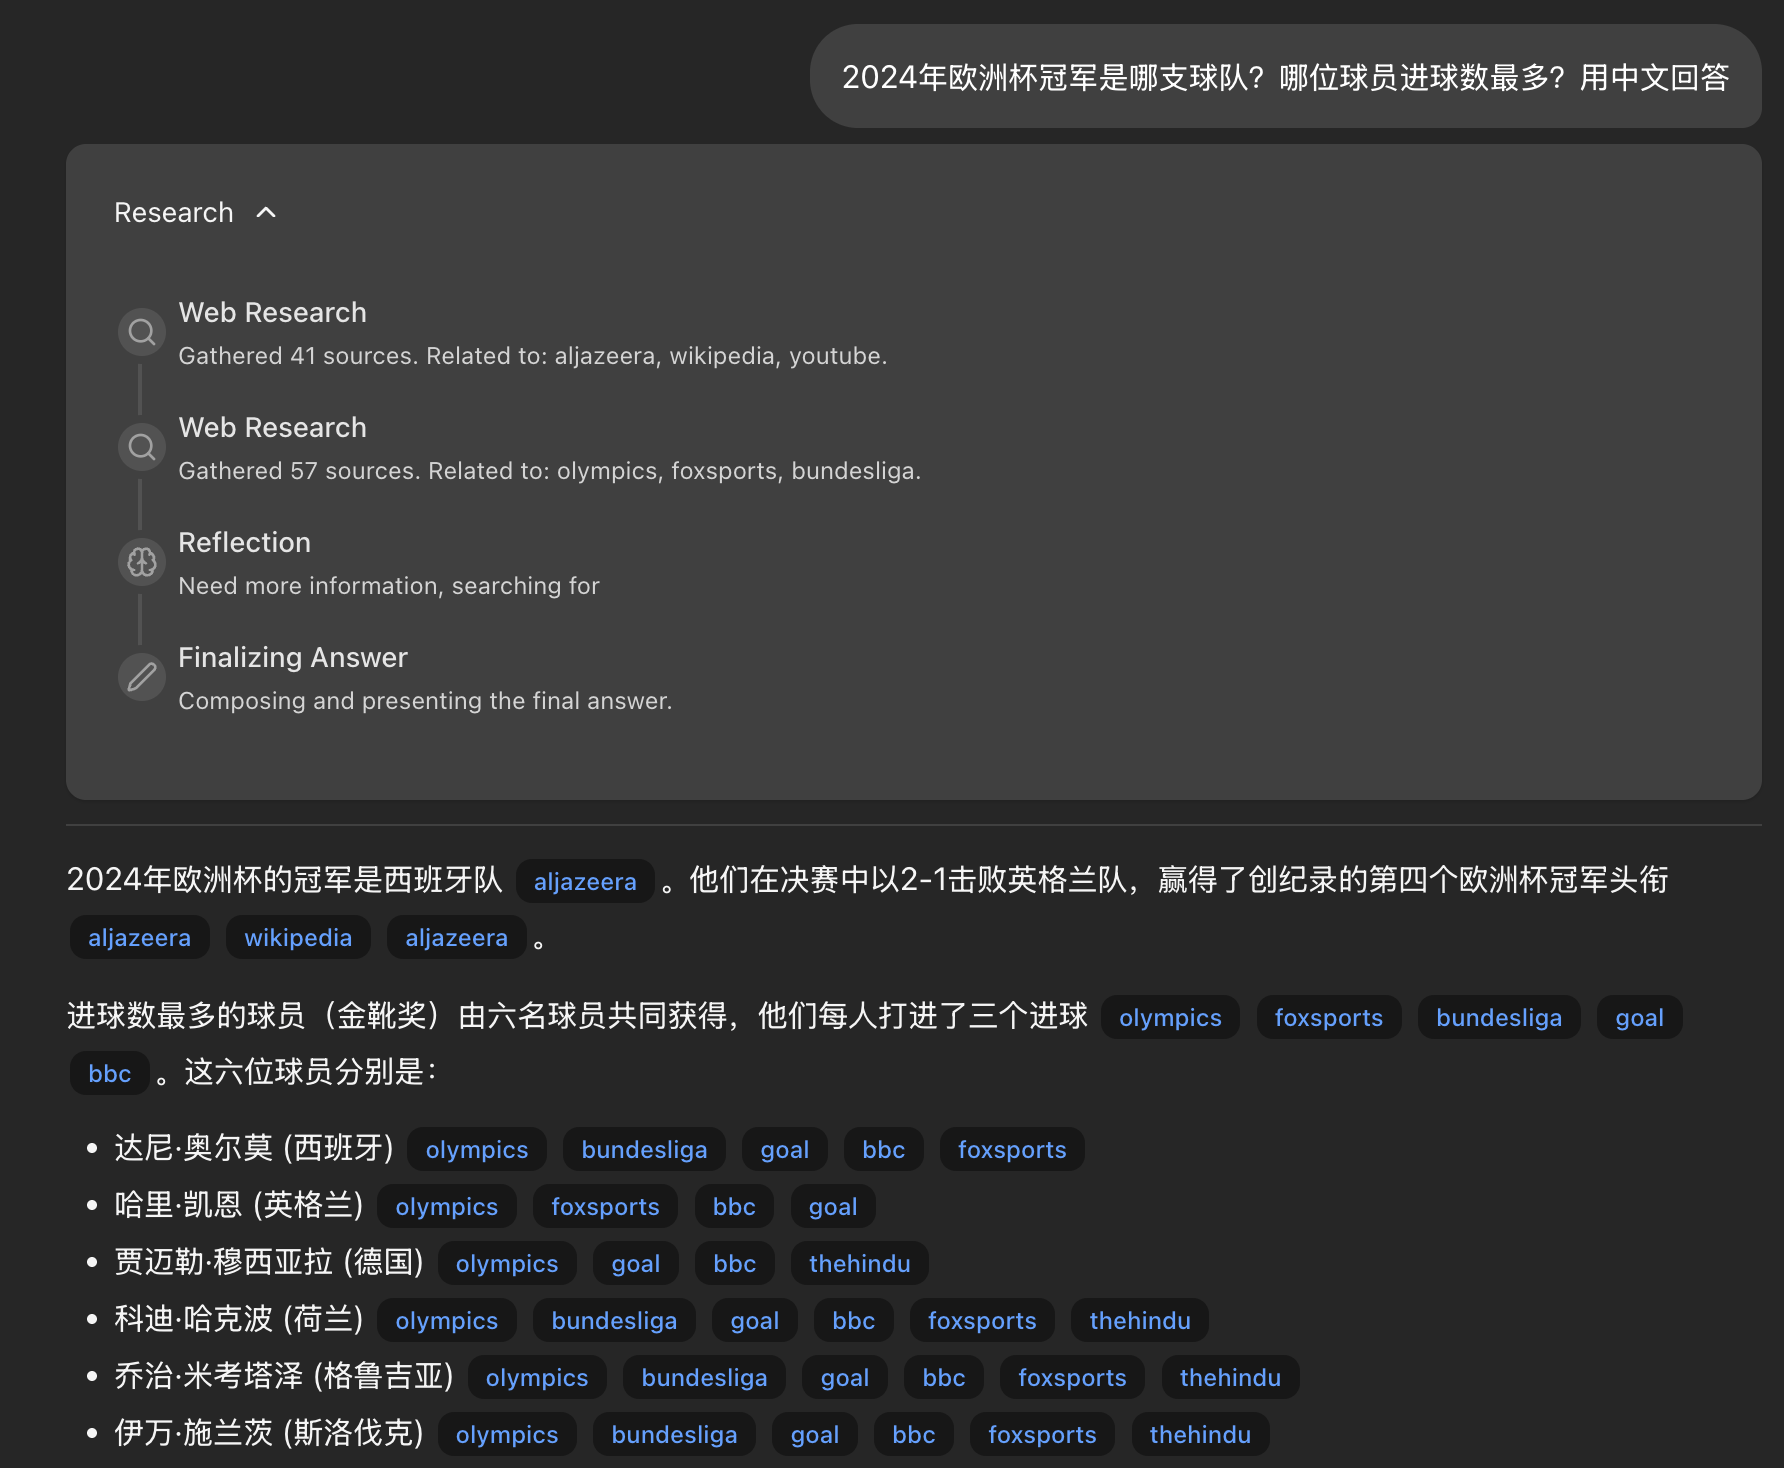 2024年欧洲杯冠军是哪支球队？哪位球员进球数最多？用中文回答
Research
Web Research
Gathered 41 sources. Related to: aljazeera, wikipedia, youtube.
Web Research
Gathered 57 sources. Related to: olympics, foxsports, bundesliga.
Reflection
Need more information, searching for
Finalizing Answer
Composing and presenting the final answer.
2024年欧洲杯的冠军是西班牙队 aljazeera 。他们在决赛中以2-1击败英格兰队，赢得了创纪录的第四个欧洲杯冠军头衔
aljazeera wikipedia aljazeera 。
进球数最多的球员（金靴奖）由六名球员共同获得，他们每人打进了三个进球 olympics foxsports bundesliga goal
bbc 。这六位球员分别是：
• 达尼·奥尔莫 (西班牙) olympics bundesliga goal bbc foxsports
• 哈里·凯恩 (英格兰) olympics foxsports bbc goal
• 贾迈勒·穆西亚拉 (德国) olympics goal bbc thehindu
• 科迪·哈克波 (荷兰) olympics bundesliga goal bbc foxsports thehindu
• 乔治·米考塔泽 (格鲁吉亚) olympics bundesliga goal bbc foxsports thehindu
• 伊万·施兰茨 (斯洛伐克) olympics bundesliga goal bbc foxsports thehindu